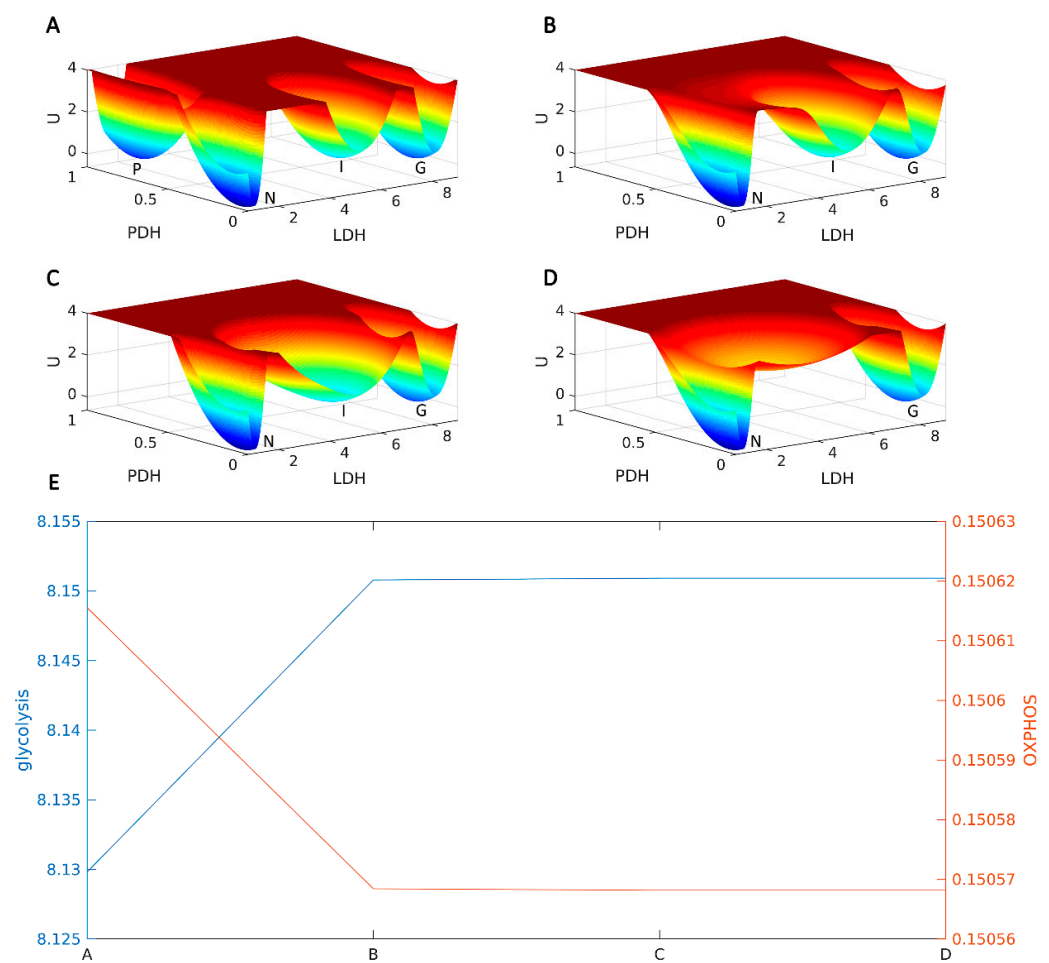 A
4
2
0
U
1
0.5
0
PDH
P
N
I
G
2
4
6
8
LDH
B
4
2
0
U
1
0.5
0
PDH
N
I
G
2
4
6
8
LDH
C
4
2
0
U
1
0.5
0
PDH
N
I
G
2
4
6
8
LDH
D
4
2
0
U
1
0.5
0
PDH
N
G
2
4
6
8
LDH
E
8.155
8.15
8.145
8.14
8.135
8.13
8.125
glycolysis
0.15063
0.15062
0.15061
0.1506
0.15059
0.15058
0.15057
0.15056
OXPHOS
A B C D